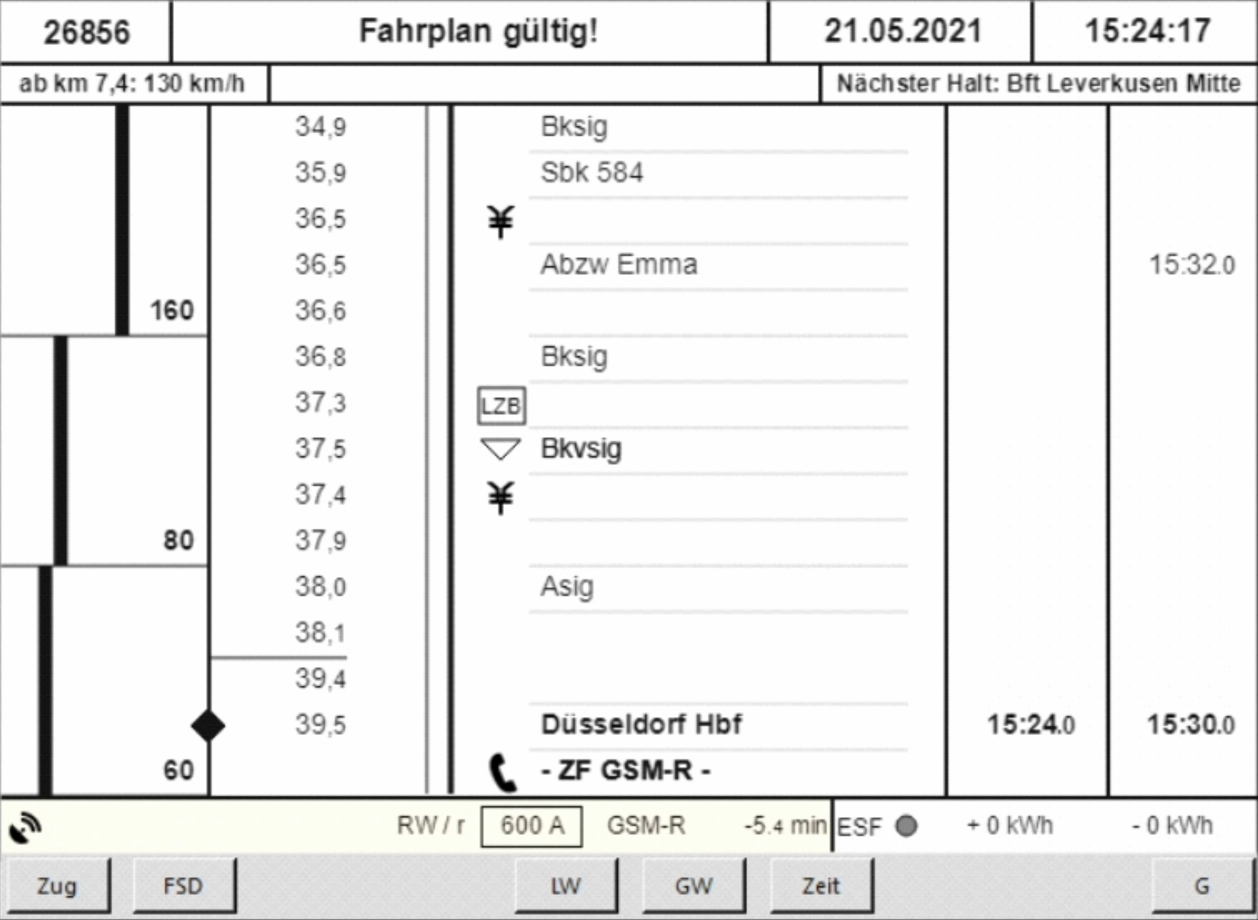 26856 Fahrplan gültig! 21.05.2021 15:24:17
ab km 7,4: 130 km/h Nächster Halt: Bft Leverkusen Mitte
34,9 Bksig
35,9 Sbk 584
36,5 ¥
36,5 Abzw Emma 15:32.0
160 36,6
36,8 Bksig
37,3 LZB
37,5 Bkvsig
37,4 ¥
80 37,9
38,0 Asig
38,1
39,4
39,5 Düsseldorf Hbf 15:24.0 15:30.0
60 - ZF GSM-R -
RW / r 600 A GSM-R -5.4 min ESF + 0 kWh - 0 kWh
Zug FSD LW GW Zeit G